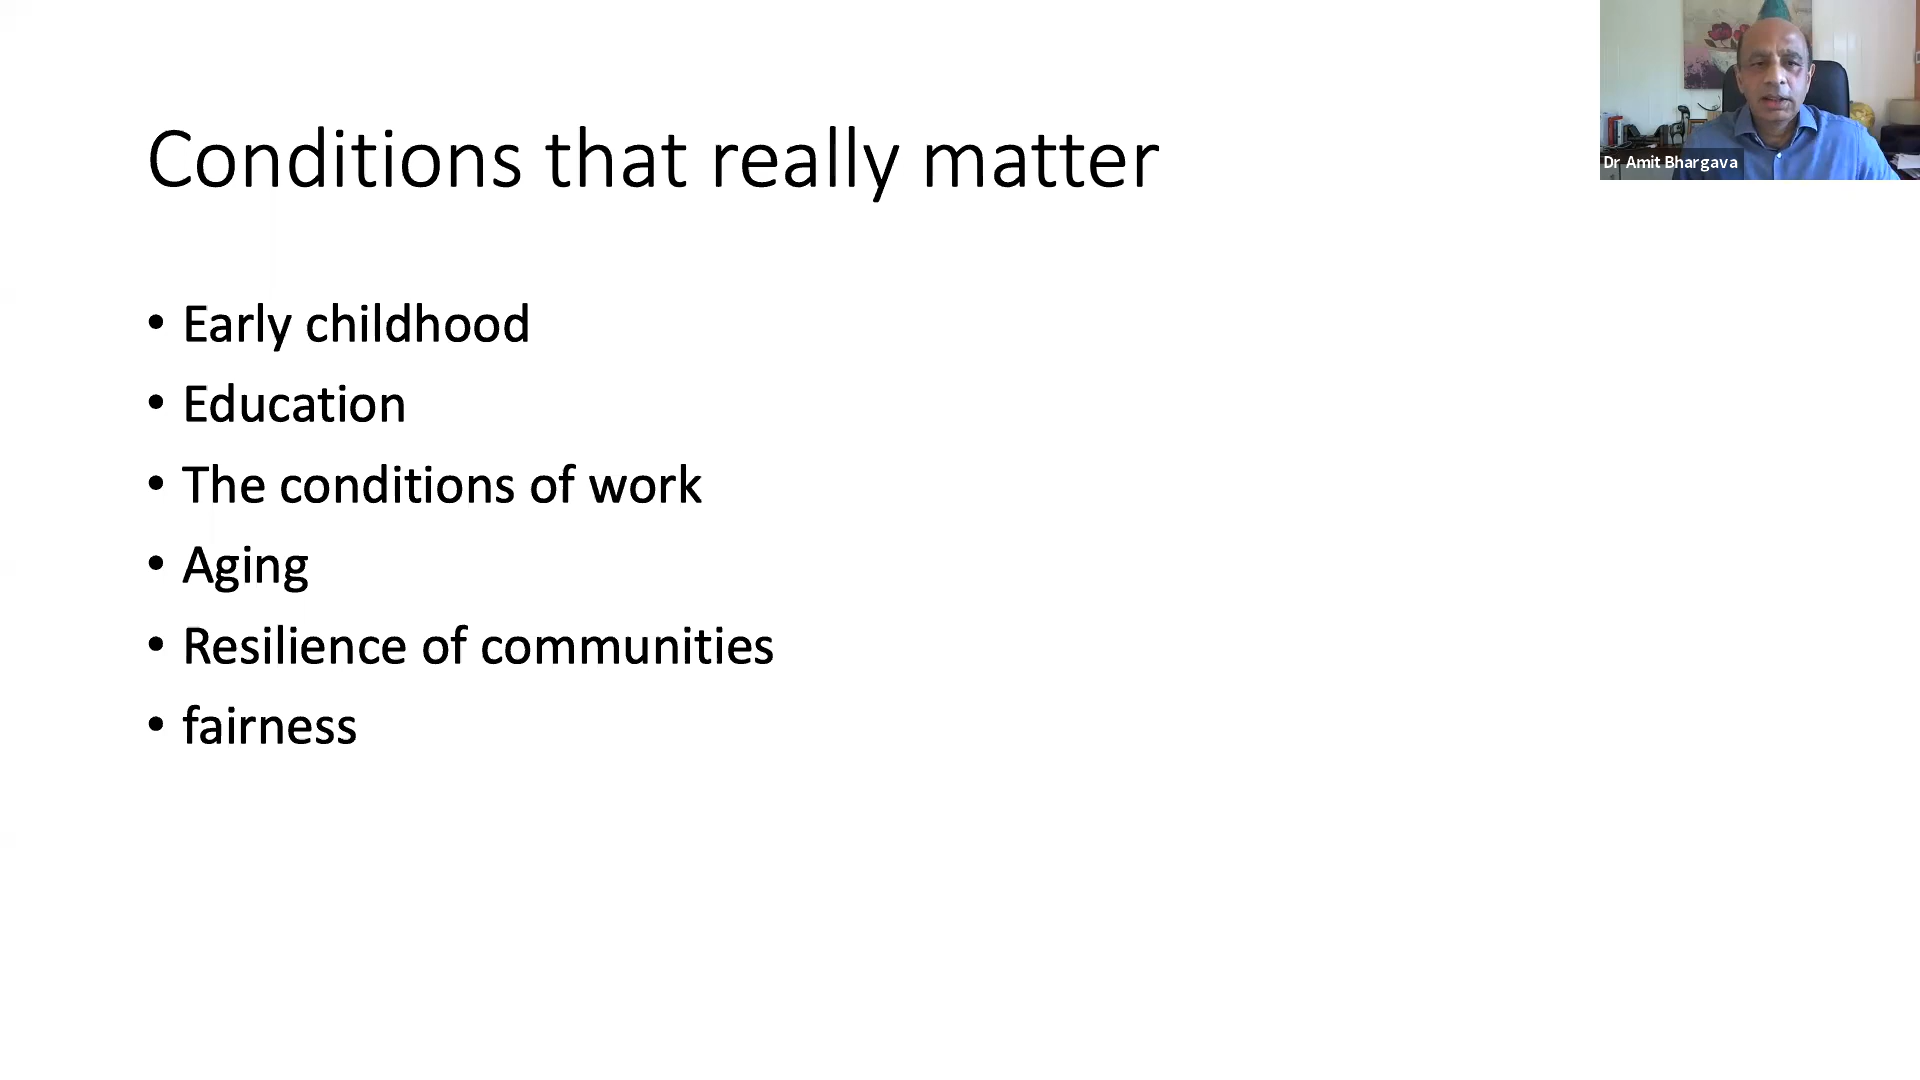 Conditions that really matter
• Early childhood
• Education
• The conditions of work
• Aging
• Resilience of communities
• fairness
Dr Amit Bhargava